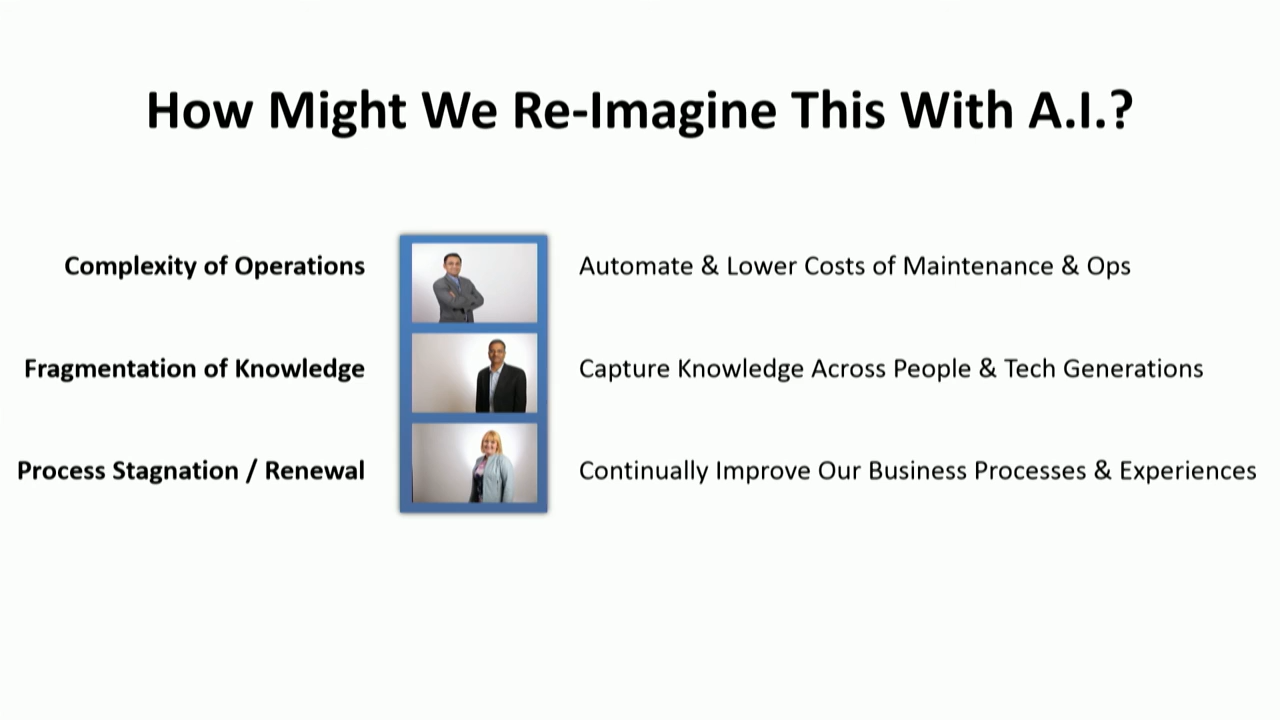 How Might We Re-Imagine This With A.I.?
Complexity of Operations
Automate & Lower Costs of Maintenance & Ops
Fragmentation of Knowledge
Capture Knowledge Across People & Tech Generations
Process Stagnation / Renewal
Continually Improve Our Business Processes & Experiences